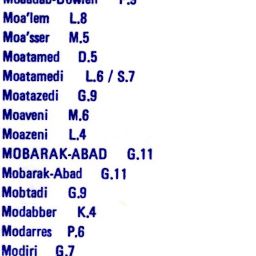 Moa'lem L.8
Moa'sser M.5
Moatamed D.5
Moatamedi L.6 / S.7
Moatazedi G.9
Moaveni M.6
Moazeni L.4
MOBARAK-ABAD G.11
Mobarak-Abad G.11
Mobtadi G.9
Modabber K.4
Modarres P.6
Modiri G.7